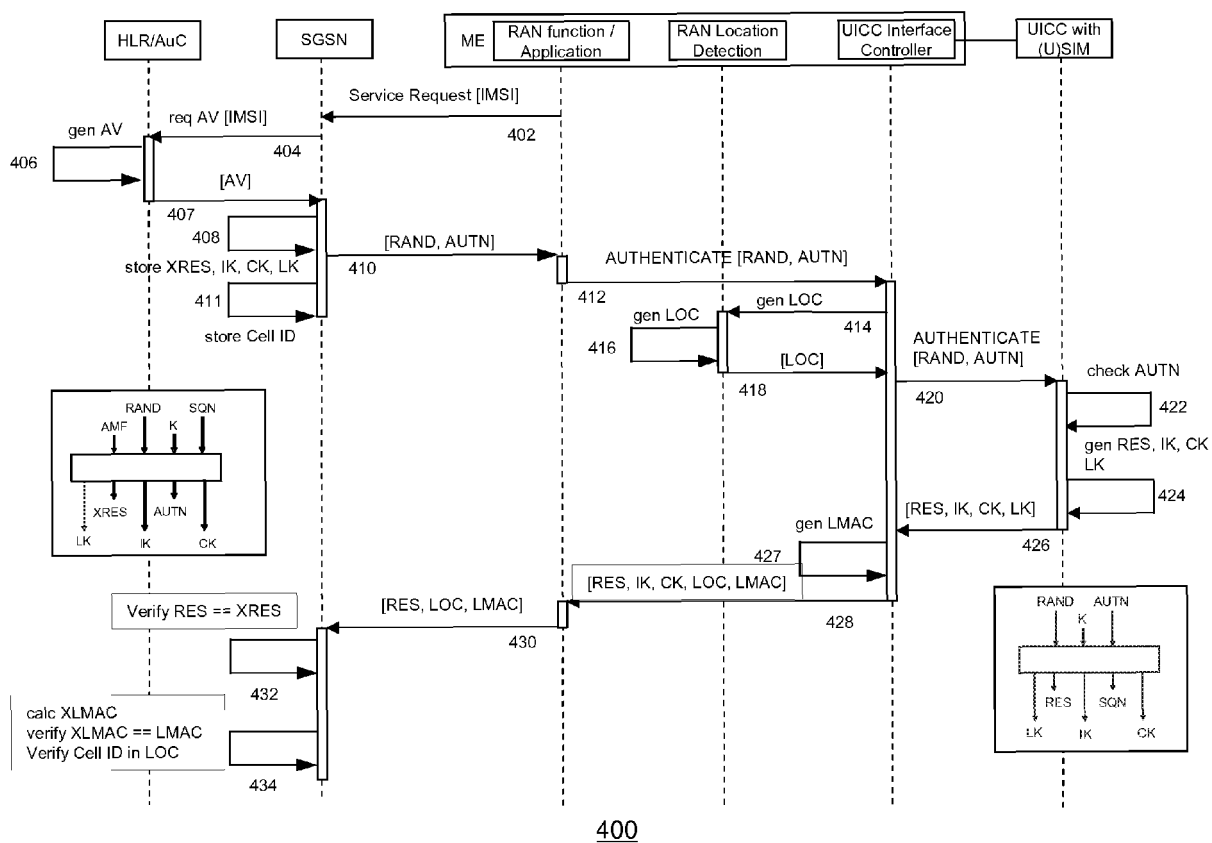 HLR/AuC
SGSN
ME
RAN function /
Application
RAN Location
Detection
UICC Interface
Controller
UICC with
(U)SIM
Service Request [IMSI]
402
req AV [IMSI]
404
gen AV
406
[AV]
407
408
store XRES, IK, CK, LK
[RAND, AUTN]
410
411
store Cell ID
AUTHENTICATE [RAND, AUTN]
412
gen LOC
414
gen LOC
416
[LOC]
418
AUTHENTICATE
[RAND, AUTN]
420
check AUTN
422
gen RES, IK, CK
LK
424
[RES, IK, CK, LK]
426
gen LMAC
427
[RES, IK, CK, LOC, LMAC]
428
[RES, LOC, LMAC]
430
Verify RES == XRES
432
calc XLMAC
verify XLMAC == LMAC
Verify Cell ID in LOC
434
RAND
SQN
AMF
K
XRES
AUTN
LK
IK
CK
RAND
AUTN
K
RES
SQN
LK
IK
CK
400